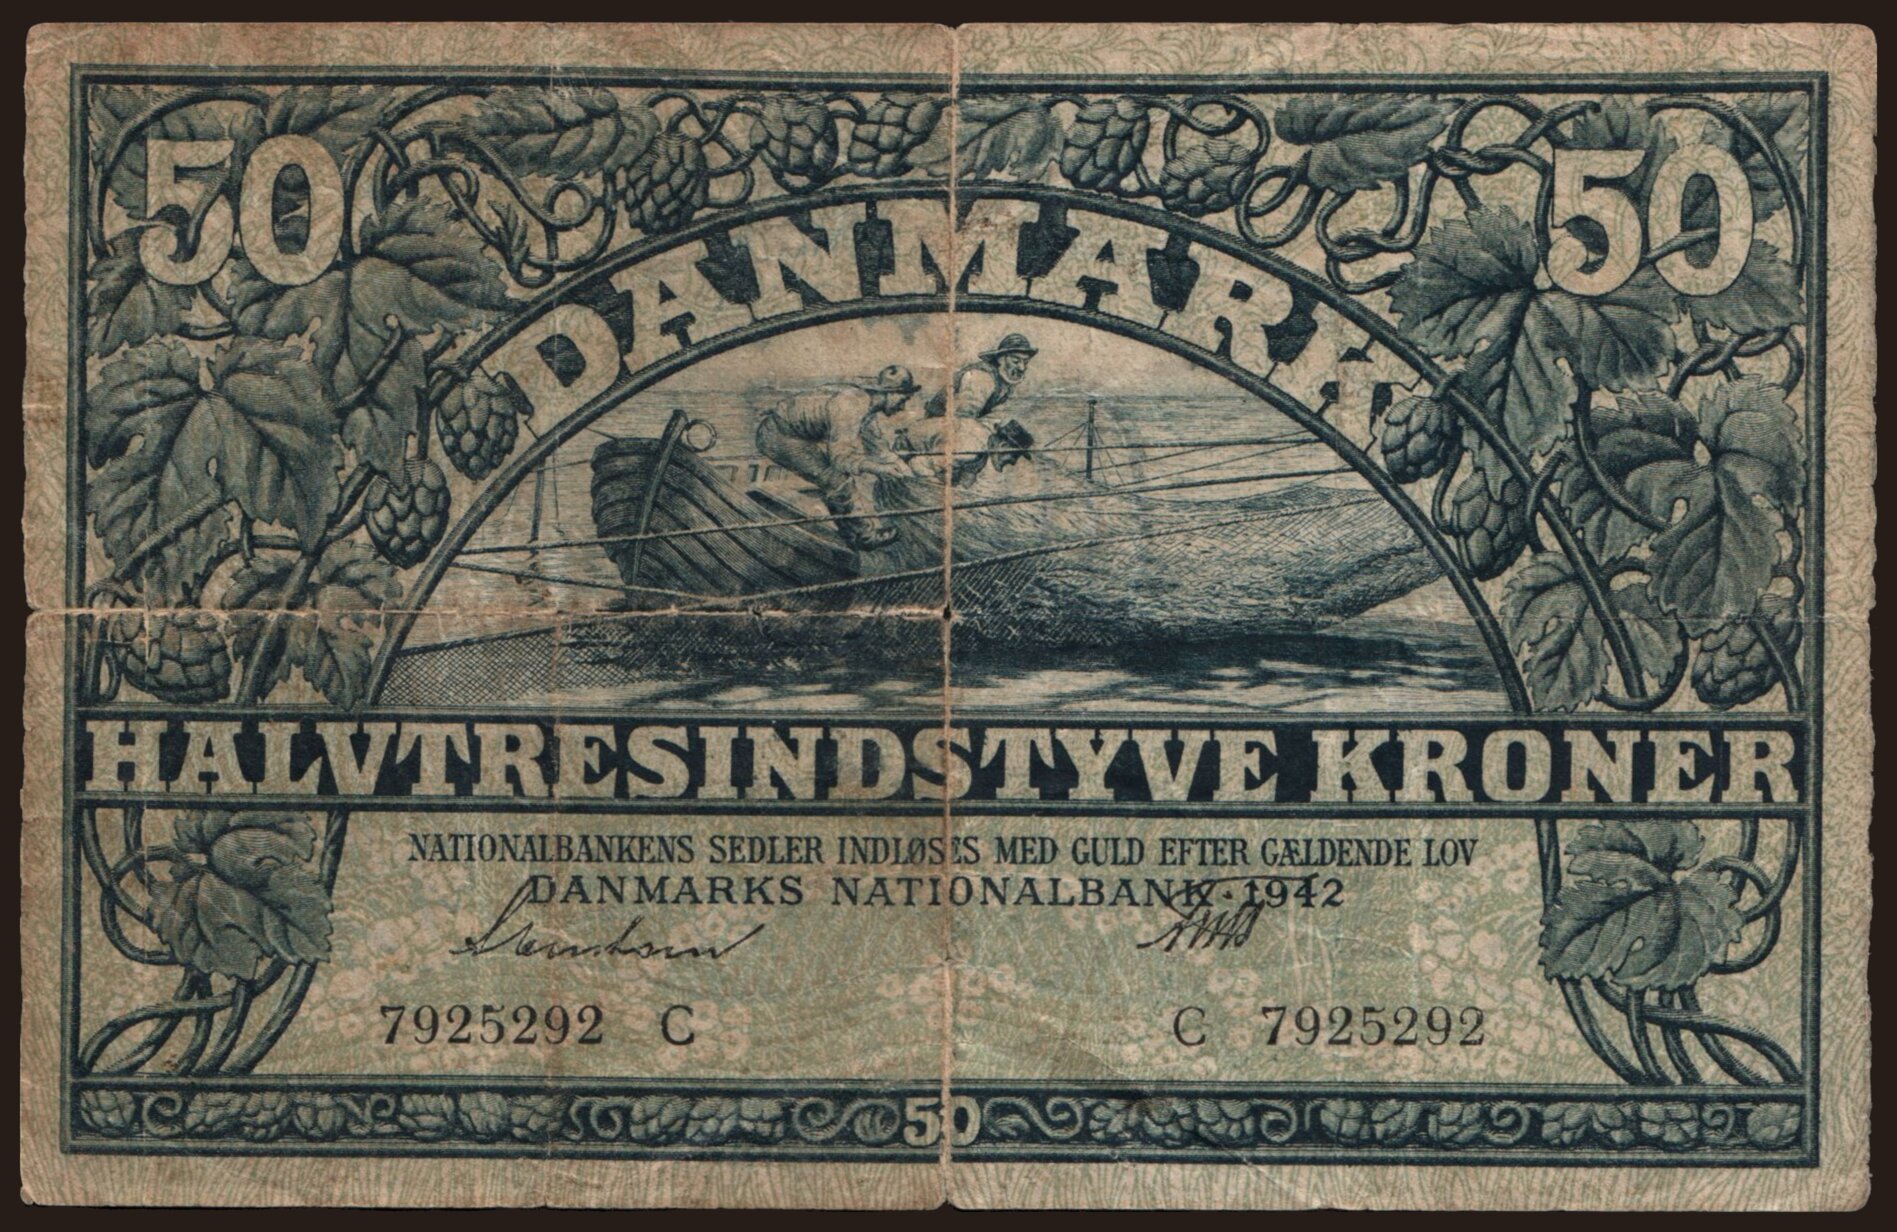 50 50
DANMARK
HALVTRESINDSTYVE KRONER
NATIONALBANKENS SEDLER INDLØSES MED GULD EFTER GÆLDENDE LOV
DANMARKS NATIONALBANK · 1942
7925292 C C 7925292
50